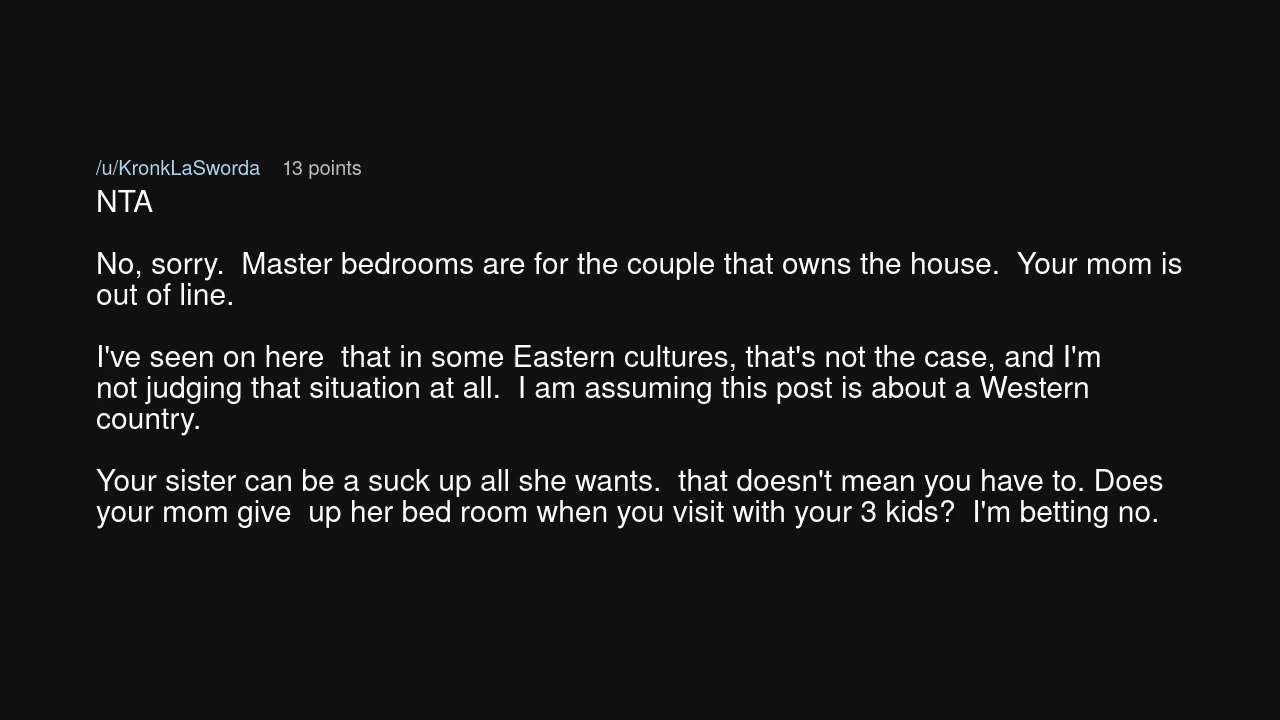 /u/KronkLaSworda 13 points
NTA
No, sorry.  Master bedrooms are for the couple that owns the house.  Your mom is
out of line.
I've seen on here  that in some Eastern cultures, that's not the case, and I'm
not judging that situation at all.  I am assuming this post is about a Western
country.
Your sister can be a suck up all she wants.  that doesn't mean you have to. Does
your mom give  up her bed room when you visit with your 3 kids?  I'm betting no.